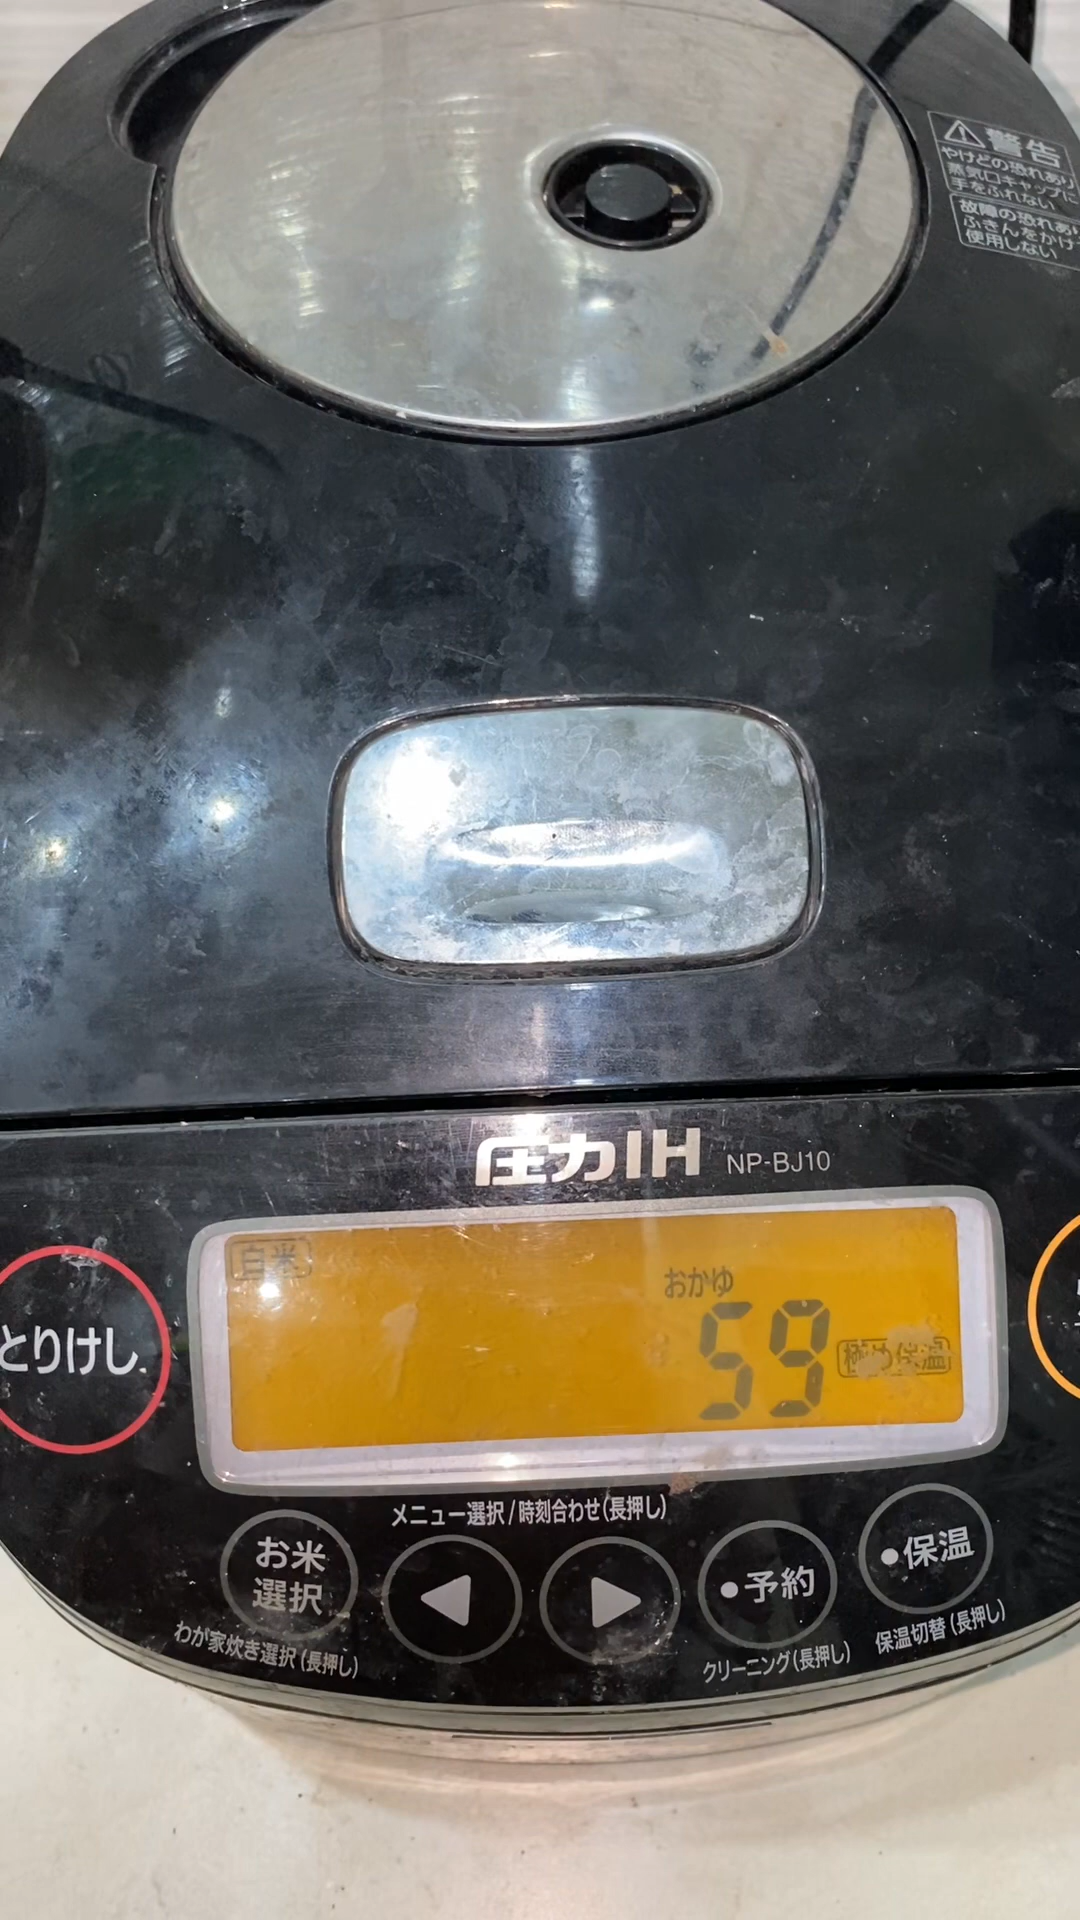 警告
やけどの恐れあり
蒸気口キャップに
手をふれない
故障の恐れあ
ふきんをかけ
使用しない
圧力IH NP-BJ10
白米
おかゆ
59
極め保温
とりけし
メニュー選択/時刻合わせ(長押し)
お米
選択
●予約
●保温
わが家炊き選択(長押し)
クリーニング(長押し)
保温切替(長押し)